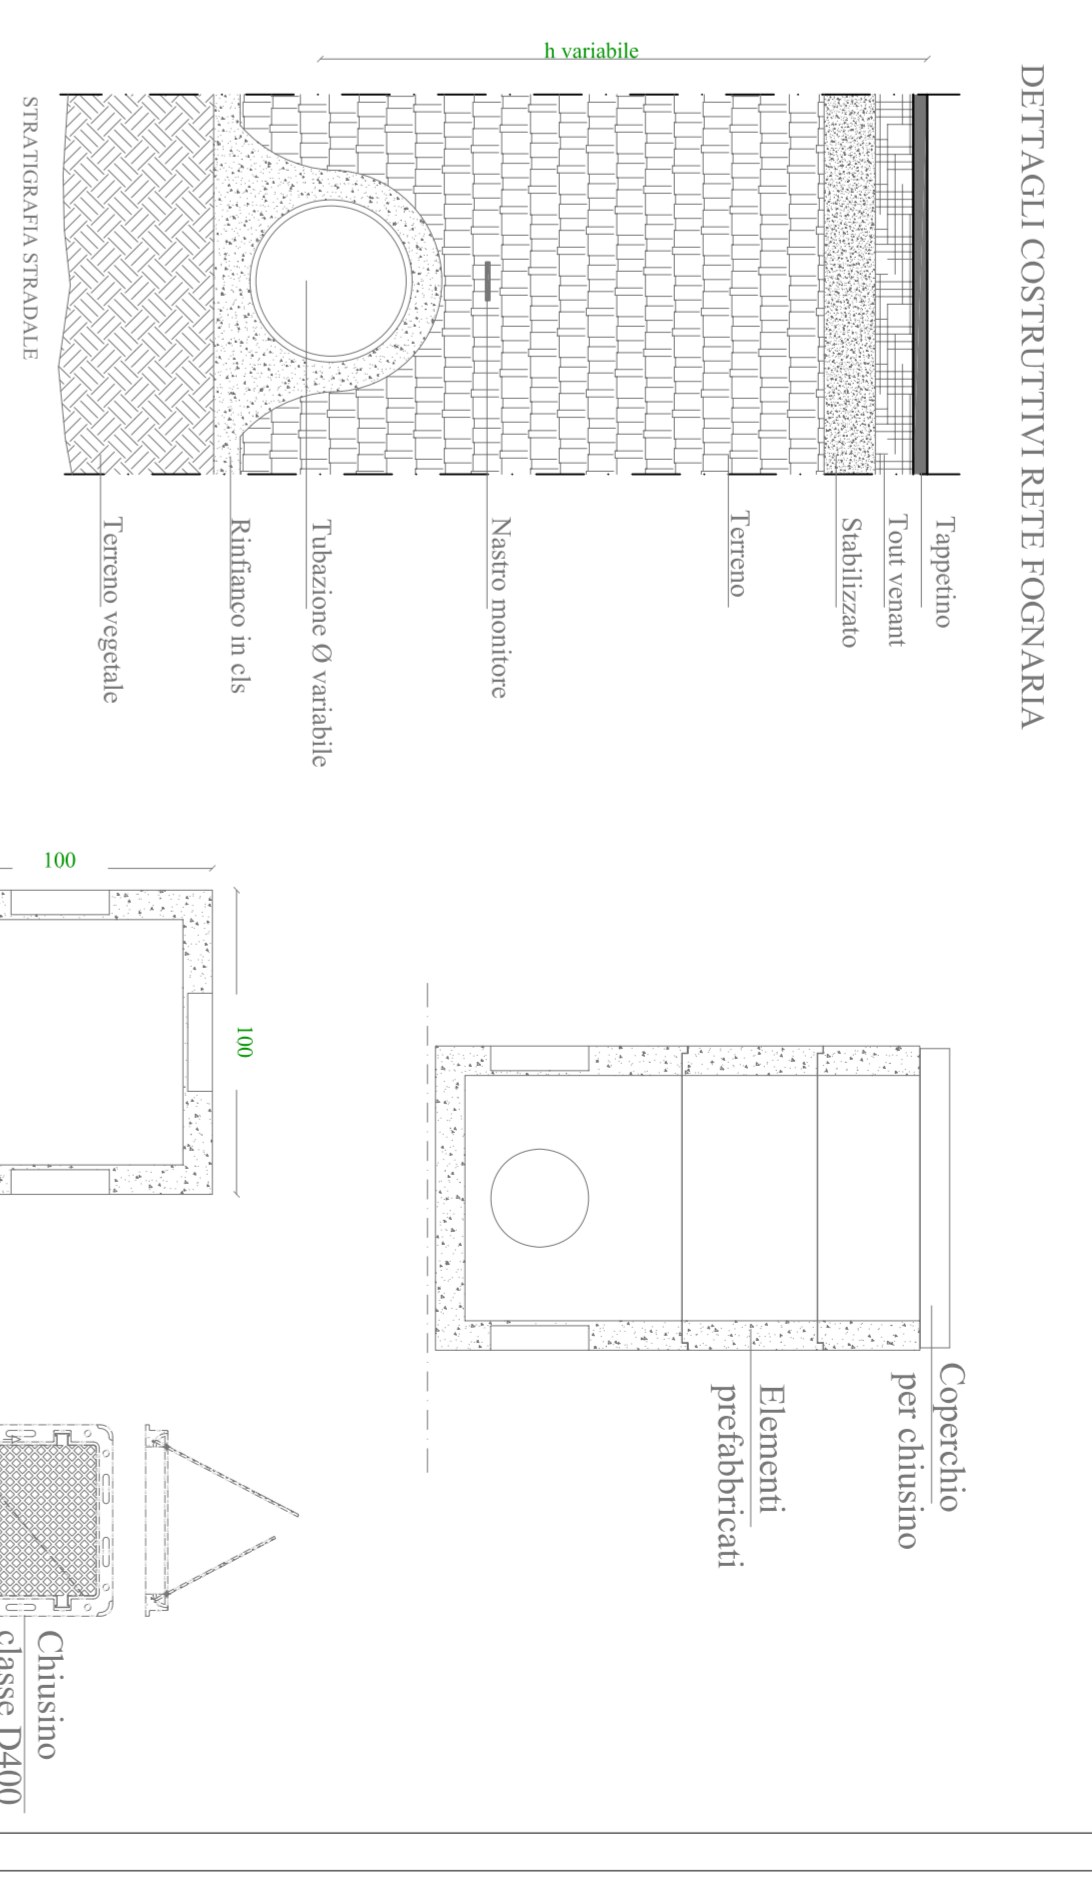 DETTAGLI COSTRUTTIVI RETE FOGNARIA
h variabile
Tappetino
Tout venant
Stabilizzato
Terreno
Nastro monitore
Tubazione Ø variabile
Rinfianco in cls
Terreno vegetale
STRATIGRAFIA STRADALE
Coperchio
per chiusino
Elementi
prefabbricati
100
100
Chiusino
classe D400